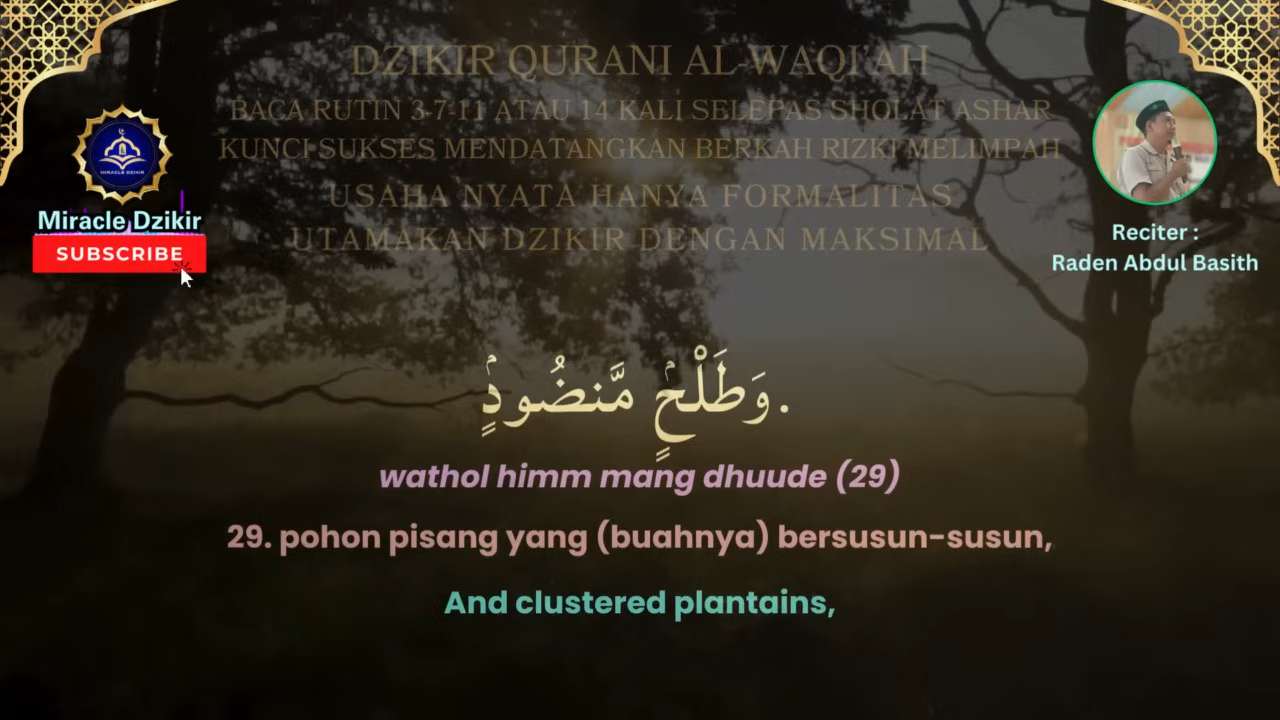 DZIKIR QURANI AL-WAQI'AH
BACA RUTIN 3-7-11 ATAU 14 KALI SELEPAS SHOLAT ASHAR
KUNCI SUKSES MENDATANGKAN BERKAH RIZKI MELIMPAH
USAHA NYATA HANYA FORMALITAS
UTAMAKAN DZIKIR DENGAN MAKSIMAL
MIRACLE DZIKIR
Miracle Dzikir
SUBSCRIBE
Reciter :
Raden Abdul Basith
.وَطَلْحٍۢ مَّنضُودٍۢ
wathol himm mang dhuude (29)
29. pohon pisang yang (buahnya) bersusun-susun,
And clustered plantains,